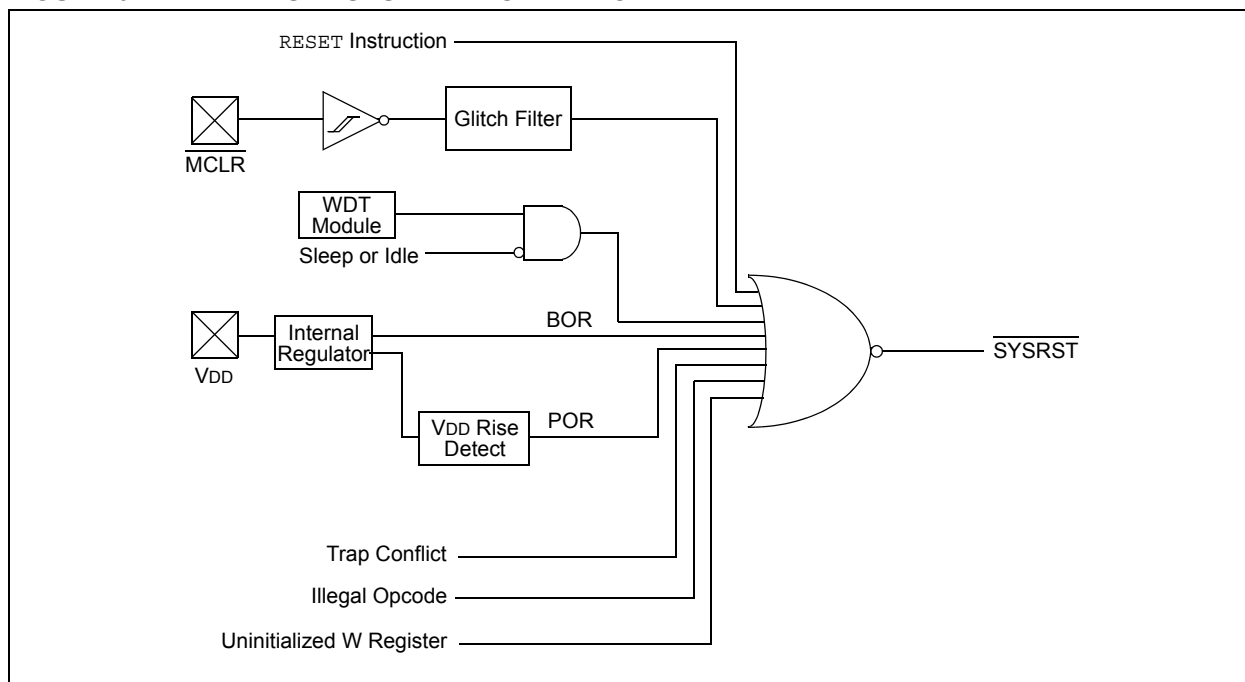 RESET Instruction
Glitch Filter
MCLR
WDT
Module
Sleep or Idle
BOR
Internal
Regulator
SYSRST
VDD
VDD Rise
Detect
POR
Trap Conflict
Illegal Opcode
Uninitialized W Register